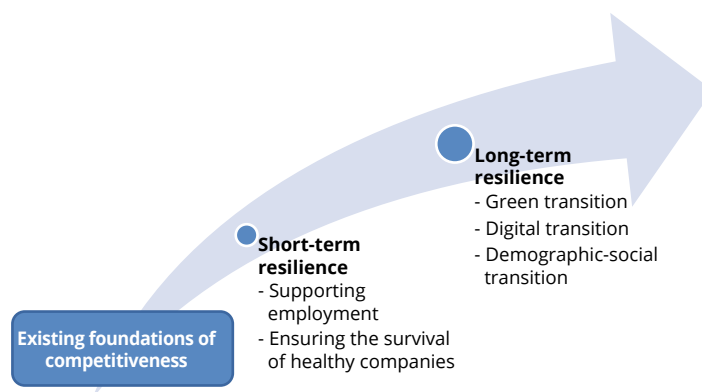 Long-term
resilience
- Green transition
- Digital transition
- Demographic-social
transition
Short-term
resilience
- Supporting
employment
- Ensuring the survival
of healthy companies
Existing foundations of
competitiveness